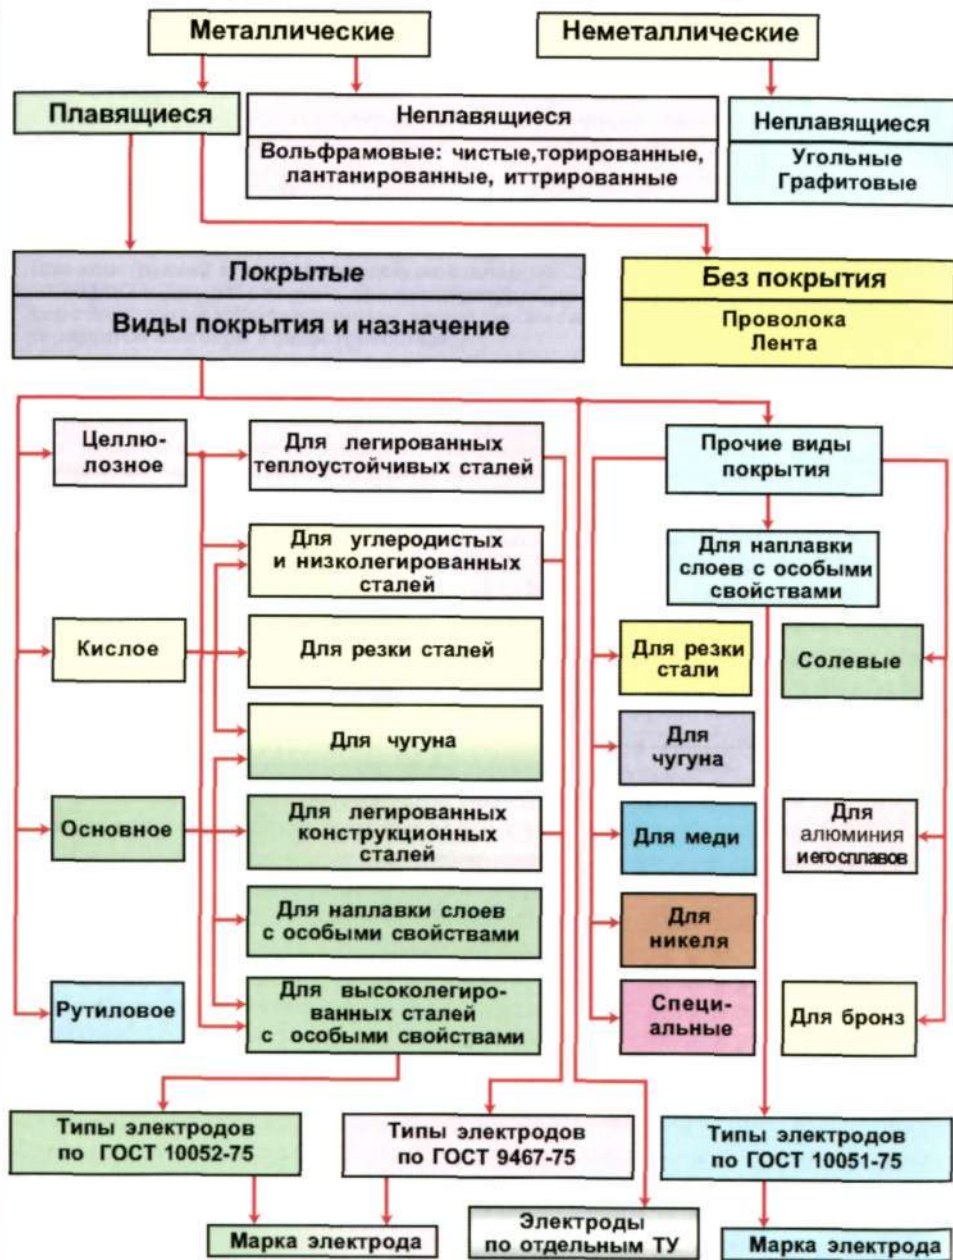 Металлические
Неметаллические
Плавящиеся
Неплавящиеся
Вольфрамовые: чистые,торированные,
лантанированные, иттрированные
Неплавящиеся
Угольные
Графитовые
Покрытые
Виды покрытия и назначение
Без покрытия
Проволока
Лента
Целлю-
лозное
Для легированных
теплоустойчивых сталей
Прочие виды
покрытия
Для углеродистых
и низколегированных
сталей
Для наплавки
слоев с особыми
свойствами
Кислое
Для резки сталей
Для резки
стали
Солевые
Для чугуна
Для
чугуна
Основное
Для легированных
конструкционных
сталей
Для меди
Для
алюминия
иегосплавов
Для наплавки слоев
с особыми свойствами
Для
никеля
Рутиловое
Для высоколегиро-
ванных сталей
с особыми свойствами
Специ-
альные
Для бронз
Типы электродов
по ГОСТ 10052-75
Типы электродов
по ГОСТ 9467-75
Типы электродов
по ГОСТ 10051-75
Марка электрода
Электроды
по отдельным ТУ
Марка электрода